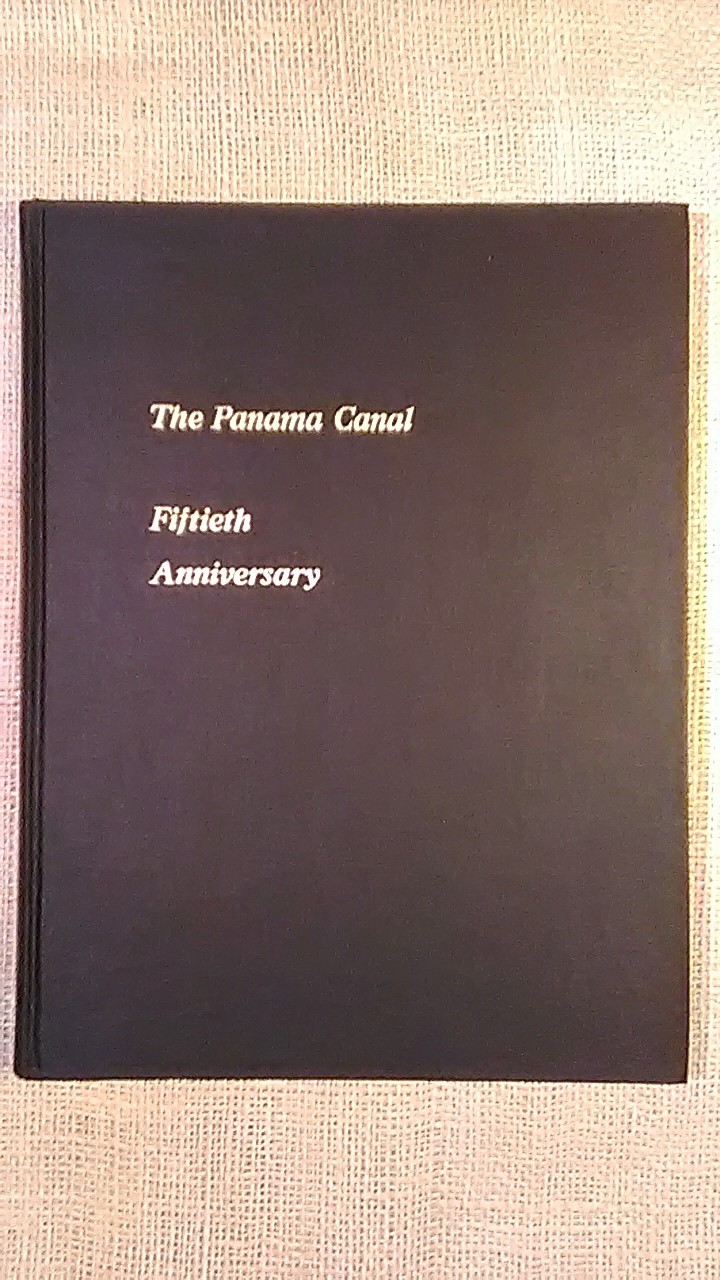 The Panama Canal
Fiftieth
Anniversary